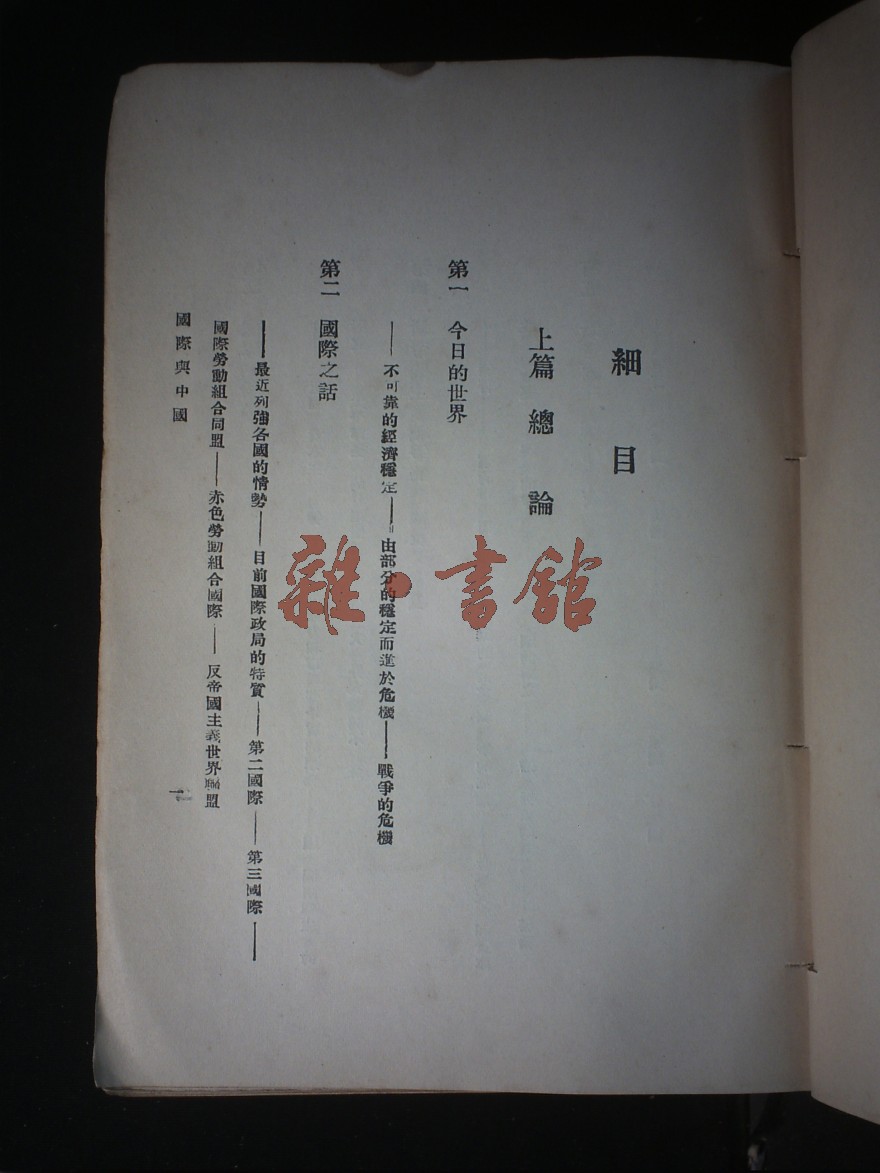 細目
上篇 總論
第一 今日的世界
——不可靠的經濟穩定——由部分的穩定而進於危機——戰爭的危機
第二 國際之話
——最近列強各國的情勢——目前國際政局的特質——第二國際——第三國際——
國際勞動組合同盟——赤色勞動組合國際——反帝國主義世界聯盟
國際與中國
一
雜·書館